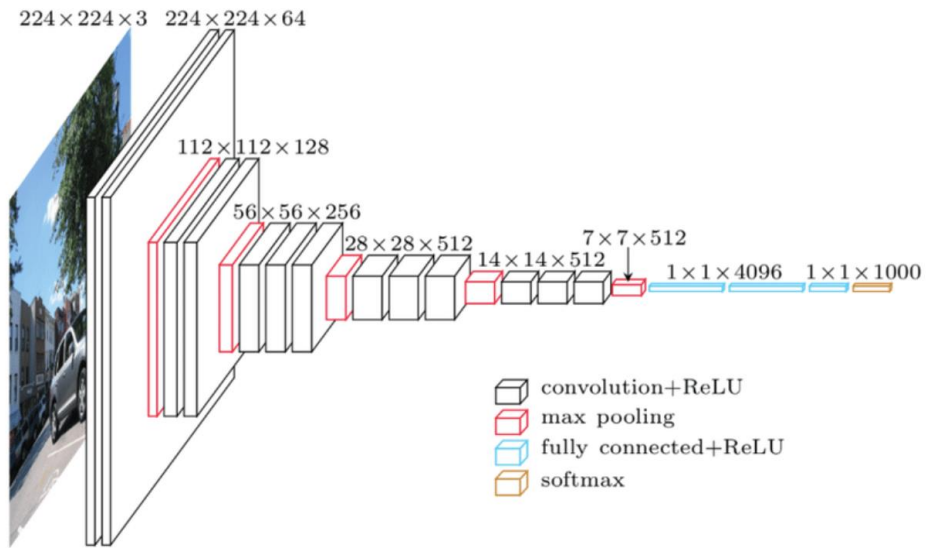 224×224×3
224×224×64
112×112×128
56×56×256
28×28×512
14×14×512
7×7×512
1×1×4096
1×1×1000
convolution+ReLU
max pooling
fully connected+ReLU
softmax